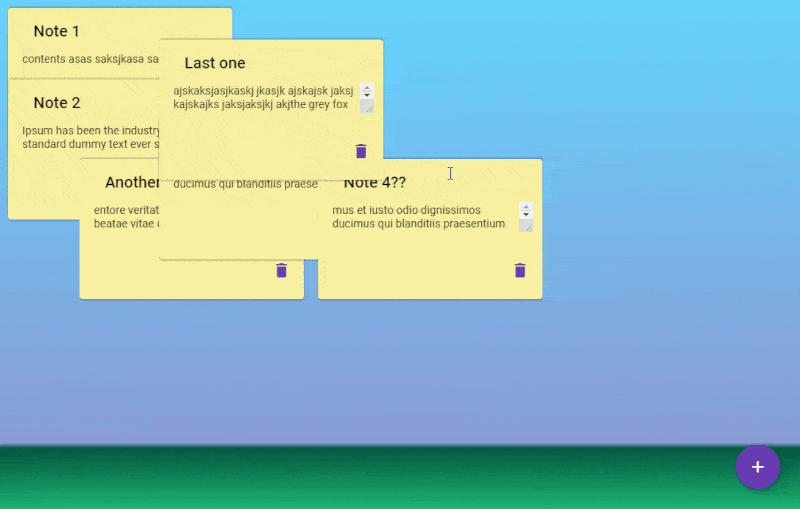 Note 1
contents asas saksjkasa sa
Last one
ajskaksjasjkaskj jkasjk ajskajsk jaksj
kajskajks jaksjaksjkj akjthe grey fox
Note 2
Ipsum has been the industry
standard dummy text ever s
Another
entore veritat
beatae vitae
ducimus qui blanditiis praese
Note 4??
mus et iusto odio dignissimos
ducimus qui blanditiis praesentium
+